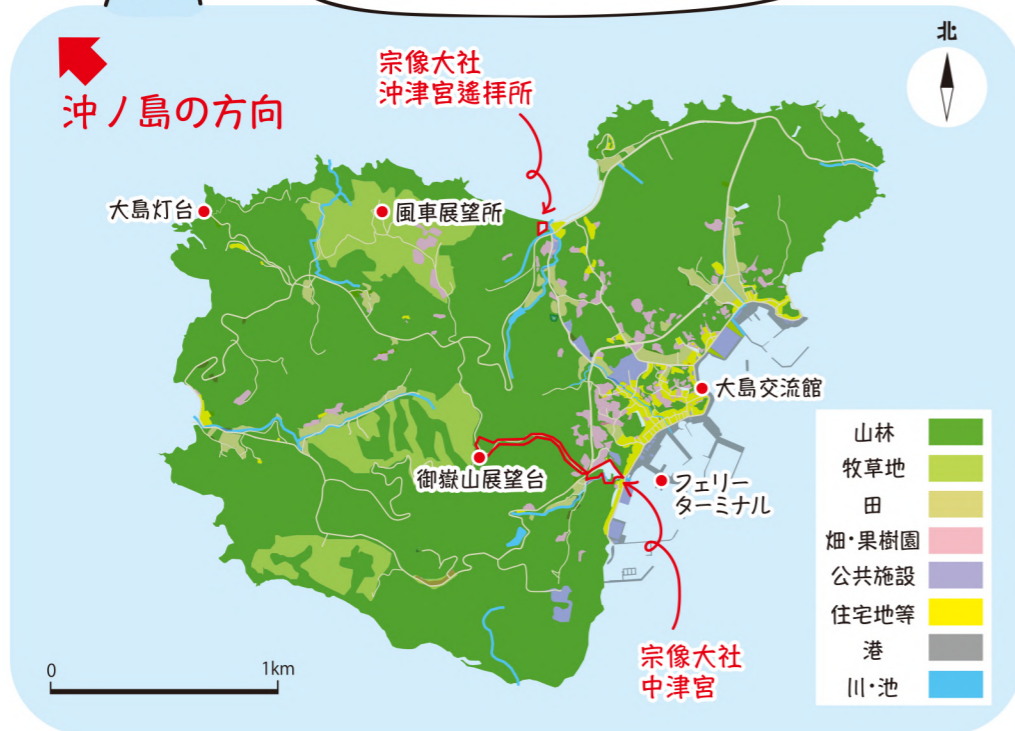 北
沖ノ島の方向
宗像大社
沖津宮遙拝所
大島灯台
風車展望所
大島交流館
御嶽山展望台
フェリー
ターミナル
宗像大社
中津宮
山林
牧草地
田
畑・果樹園
公共施設
住宅地等
港
川・池
0
1km